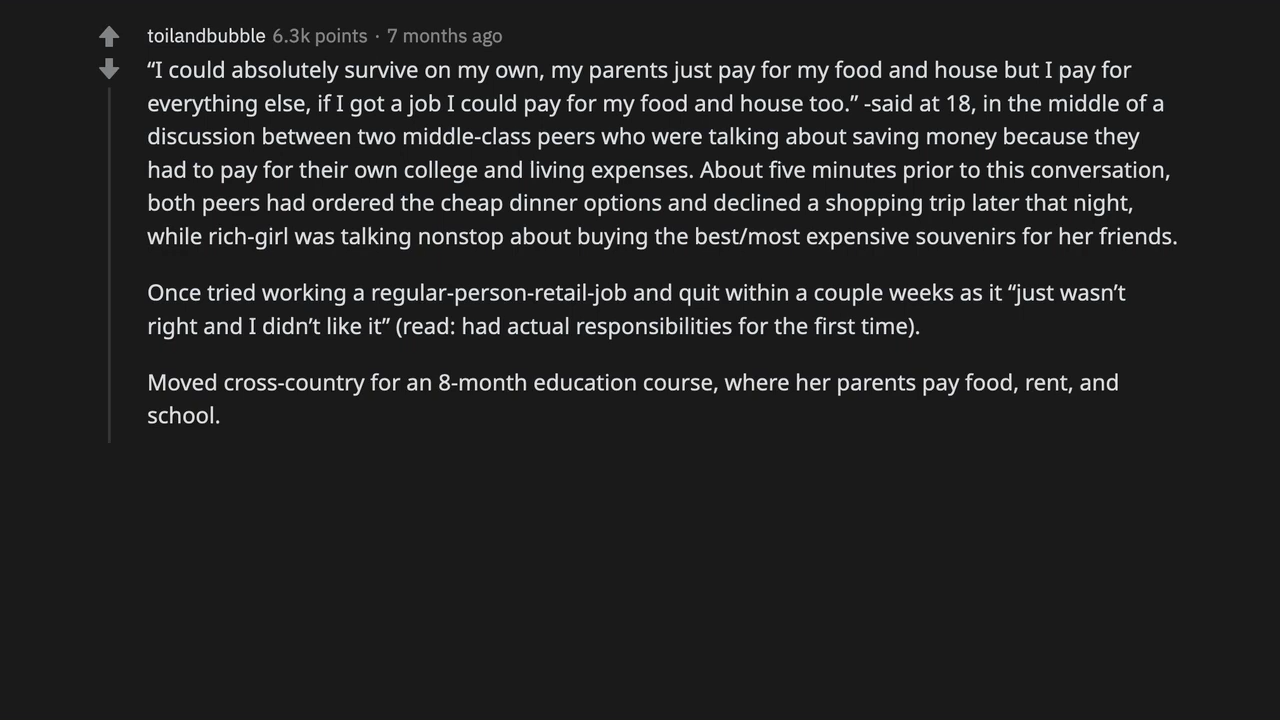 toilandbubble 6.3k points · 7 months ago
“I could absolutely survive on my own, my parents just pay for my food and house but I pay for
everything else, if I got a job I could pay for my food and house too.” -said at 18, in the middle of a
discussion between two middle-class peers who were talking about saving money because they
had to pay for their own college and living expenses. About five minutes prior to this conversation,
both peers had ordered the cheap dinner options and declined a shopping trip later that night,
while rich-girl was talking nonstop about buying the best/most expensive souvenirs for her friends.
Once tried working a regular-person-retail-job and quit within a couple weeks as it “just wasn’t
right and I didn’t like it” (read: had actual responsibilities for the first time).
Moved cross-country for an 8-month education course, where her parents pay food, rent, and
school.